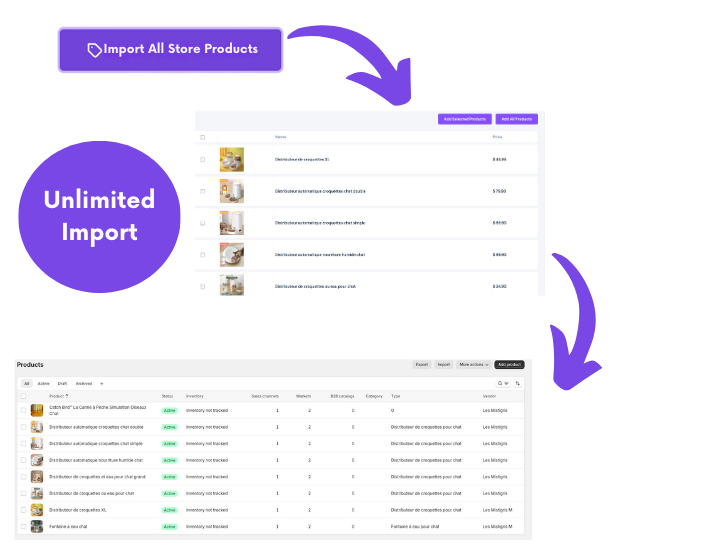 Import All Store Products
Add Selected Products Add All Products
Name Price
Distributeur de croquettes XL
Distributeur automatique croquettes chat double $ 79.90
Distributeur automatique croquettes chat simple
Distributeur automatique nourriture humide chat
Distributeur de croquettes ou eau pour chat $ 34.90
Unlimited
Import
Products Export Import More actions Add product
All Active Draft Archived +
Product Status Inventory Sales channels Markets B2B catalogs Category Type Vendor
Catch Bird™ La Canne à Pêche Simulation Oiseaux
Chat Active Inventory not tracked 1 2 0 0 Les Mistigris
Distributeur automatique croquettes chat double Active Inventory not tracked 1 2 0 Distributeur de croquettes pour chat Les Mistigris
Distributeur automatique croquettes chat simple Active Inventory not tracked 1 2 0 Distributeur de croquettes pour chat Les Mistigris
Distributeur automatique nourriture humide chat Active Inventory not tracked 1 2 0 Distributeur de croquettes pour chat Les Mistigris
Distributeur de croquettes et eau pour chat grand Active Inventory not tracked 1 2 0 Distributeur de croquettes pour chat Les Mistigris
Distributeur de croquettes ou eau pour chat Active Inventory not tracked 1 2 0 Distributeur de croquettes pour chat Les Mistigris
Distributeur de croquettes XL Active Inventory not tracked 1 2 0 Distributeur de croquettes pour chat Les Mistigris M
Fontaine à eau chat Active Inventory not tracked 1 2 0 Fontaine à eau pour chat Les Mistigris M